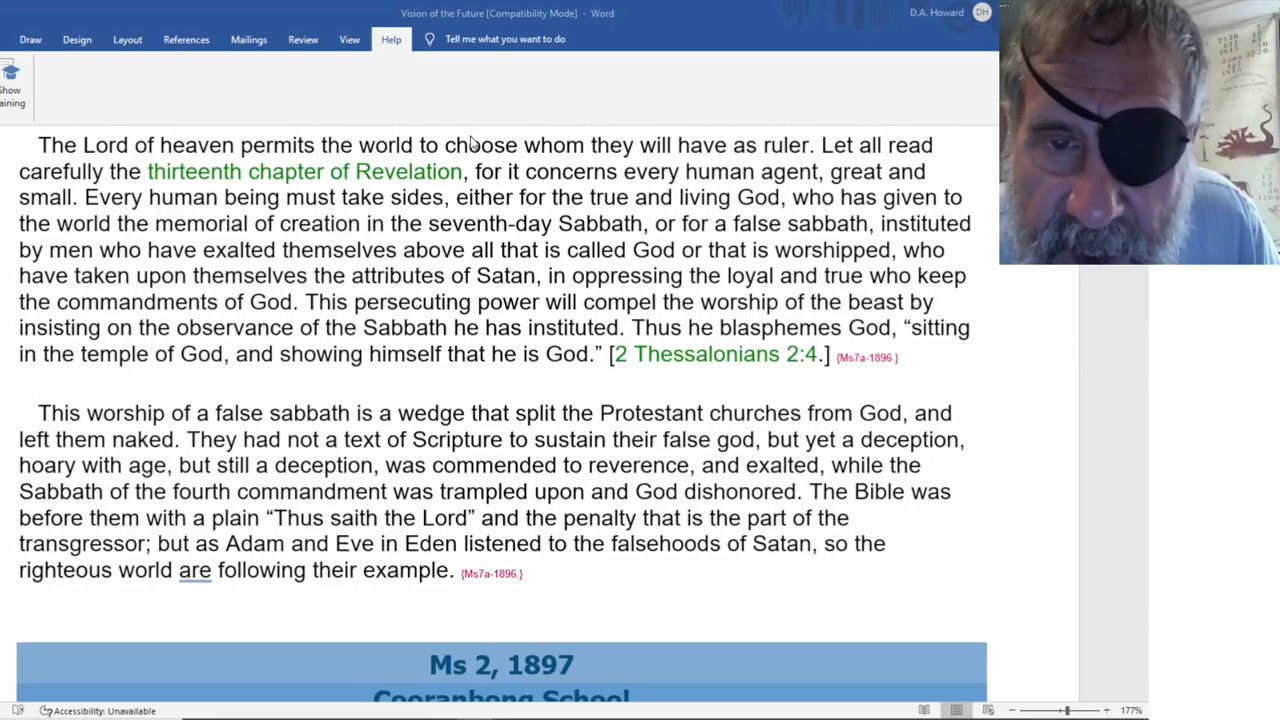 Vision of the Future [Compatibility Mode] - Word
D.A. Howard DH
Draw Design Layout References Mailings Review View Help Tell me what you want to do
Show
aining
The Lord of heaven permits the world to choose whom they will have as ruler. Let all read
carefully the thirteenth chapter of Revelation, for it concerns every human agent, great and
small. Every human being must take sides, either for the true and living God, who has given to
the world the memorial of creation in the seventh-day Sabbath, or for a false sabbath, instituted
by men who have exalted themselves above all that is called God or that is worshipped, who
have taken upon themselves the attributes of Satan, in oppressing the loyal and true who keep
the commandments of God. This persecuting power will compel the worship of the beast by
insisting on the observance of the Sabbath he has instituted. Thus he blasphemes God, “sitting
in the temple of God, and showing himself that he is God.” [2 Thessalonians 2:4.] {Ms7a-1896.}
This worship of a false sabbath is a wedge that split the Protestant churches from God, and
left them naked. They had not a text of Scripture to sustain their false god, but yet a deception,
hoary with age, but still a deception, was commended to reverence, and exalted, while the
Sabbath of the fourth commandment was trampled upon and God dishonored. The Bible was
before them with a plain “Thus saith the Lord” and the penalty that is the part of the
transgressor; but as Adam and Eve in Eden listened to the falsehoods of Satan, so the
righteous world are following their example. {Ms7a-1896.}
Ms 2, 1897
Cooranbong School
Accessibility: Unavailable
177%